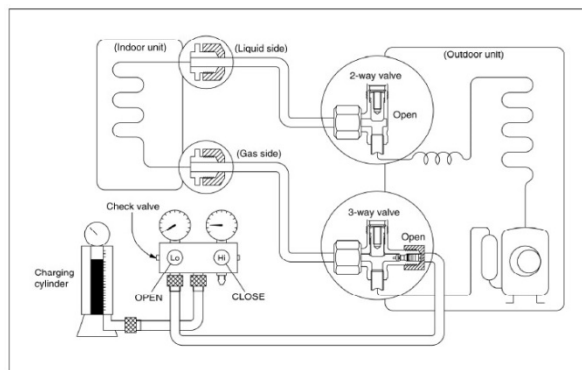 (Indoor unit)
(Liquid side)
(Outdoor unit)
2-way valve
Open
(Gas side)
3-way valve
Open
Check valve
Lo
Hi
Charging
cylinder
OPEN
CLOSE